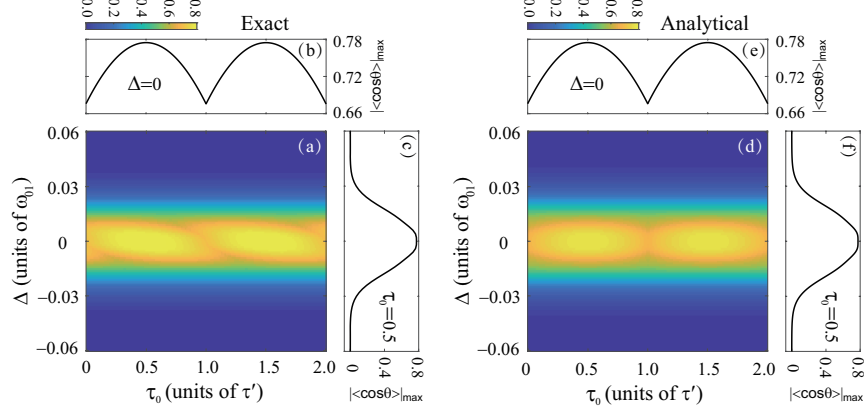 0 0.2 0.4 0.6 0.8
Exact
(b)
Δ=0
0.78
0.72
0.66
|<cosθ>|max
0.06
0.03
0
−0.03
−0.06
Δ (units of ω01)
(a)
0 0.5 1.0 1.5 2.0
τ0 (units of τ′)
(c)
τ0=0.5
0 0.4 0.8
|<cosθ>|max
0 0.2 0.4 0.6 0.8
Analytical
(e)
Δ=0
0.78
0.72
0.66
|<cosθ>|max
0.06
0.03
0
−0.03
−0.06
Δ (units of ω01)
(d)
0 0.5 1.0 1.5 2.0
τ0 (units of τ′)
(f)
τ0=0.5
0 0.4 0.8
|<cosθ>|max